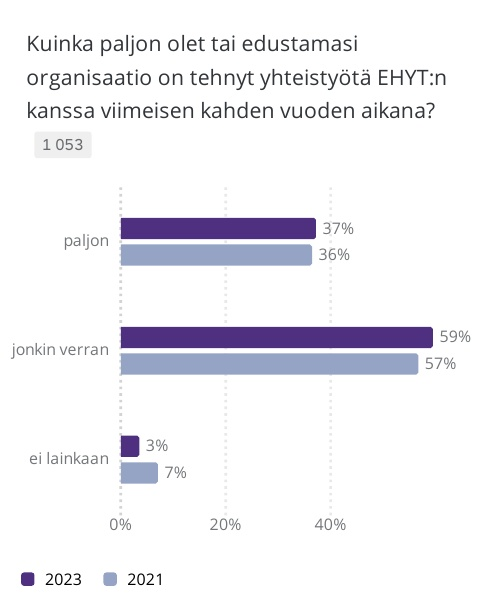 Kuinka paljon olet tai edustamasi
organisaatio on tehnyt yhteistyötä EHYT:n
kanssa viimeisen kahden vuoden aikana?
1 053
paljon
37%
36%
jonkin verran
59%
57%
ei lainkaan
3%
7%
0% 20% 40%
2023 2021